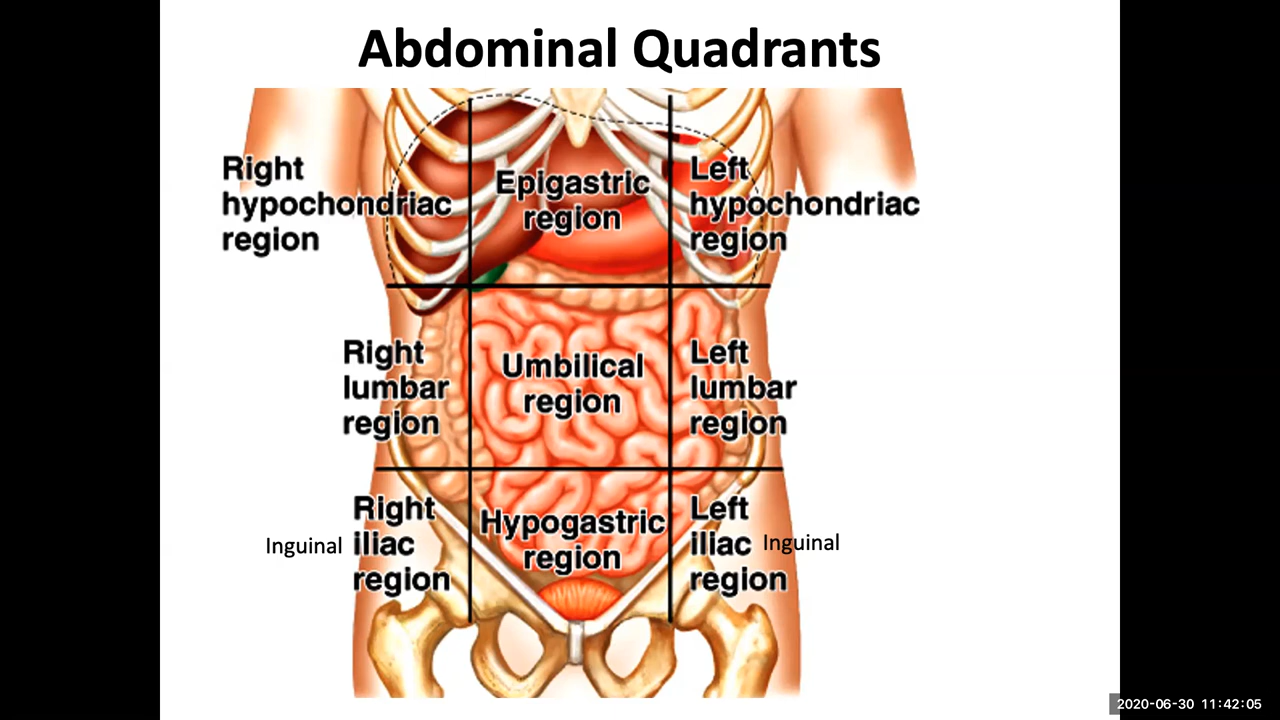 Abdominal Quadrants
Right
hypochondriac
region
Epigastric
region
Left
hypochondriac
region
Right
lumbar
region
Umbilical
region
Left
lumbar
region
Inguinal
Right
iliac
region
Hypogastric
region
Left
iliac
region
Inguinal
2020-06-30 11:42:05